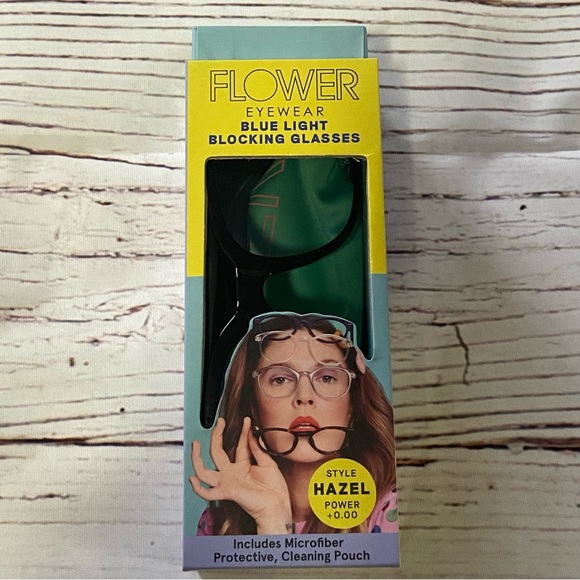 FLOWER
EYEWEAR
BLUE LIGHT
BLOCKING GLASSES
STYLE
HAZEL
POWER
+0.00
Includes Microfiber
Protective, Cleaning Pouch